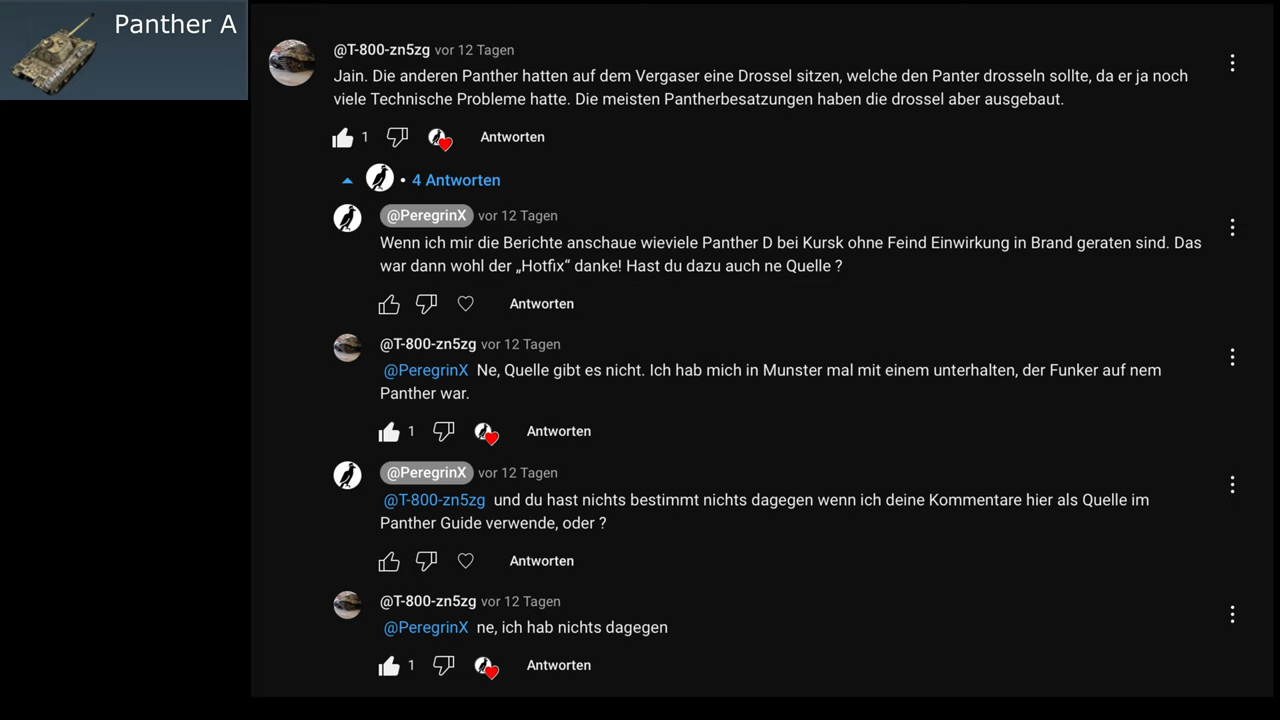 Panther A
@T-800-zn5zg vor 12 Tagen
Jain. Die anderen Panther hatten auf dem Vergaser eine Drossel sitzen, welche den Panter drosseln sollte, da er ja noch
viele Technische Probleme hatte. Die meisten Pantherbesatzungen haben die drossel aber ausgebaut.
1 Antworten
• 4 Antworten
@PeregrinX vor 12 Tagen
Wenn ich mir die Berichte anschaue wieviele Panther D bei Kursk ohne Feind Einwirkung in Brand geraten sind. Das
war dann wohl der „Hotfix“ danke! Hast du dazu auch ne Quelle ?
Antworten
@T-800-zn5zg vor 12 Tagen
@PeregrinX Ne, Quelle gibt es nicht. Ich hab mich in Munster mal mit einem unterhalten, der Funker auf nem
Panther war.
1 Antworten
@PeregrinX vor 12 Tagen
@T-800-zn5zg und du hast nichts bestimmt nichts dagegen wenn ich deine Kommentare hier als Quelle im
Panther Guide verwende, oder ?
Antworten
@T-800-zn5zg vor 12 Tagen
@PeregrinX ne, ich hab nichts dagegen
1 Antworten